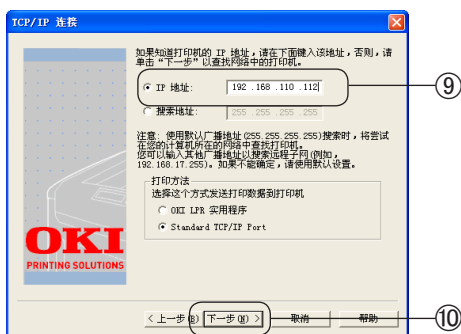 TCP/IP 连接
如果知道打印机的 IP 地址，请在下面键入该地址，否则，请
单击“下一步”以查找网络中的打印机。
IP 地址:
192 .168 .110 .112
⑨
搜索地址:
255 .255 .255 .255
注意: 使用默认广播地址(255.255.255.255)搜索时，将尝试
在您的计算机所在的网络中查找打印机。
您可以输入其他广播地址以搜索远程子网(例如，
192.168.17.255)。如果不能确定，请使用默认设置。
打印方法
选择这个方式发送打印数据到打印机
OKI LPR 实用程序
Standard TCP/IP Port
OKI
PRINTING SOLUTIONS
< 上一步(B)
下一步(N) >
取消
帮助
⑩